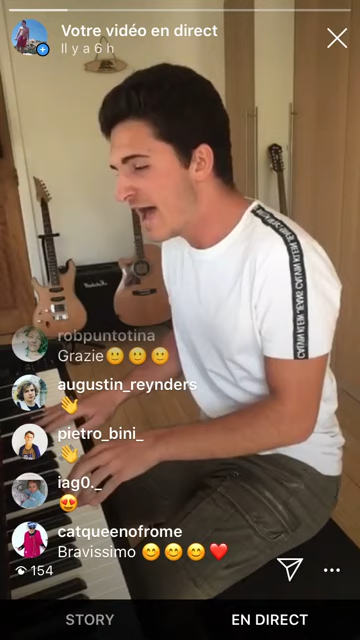 Votre vidéo en direct
Il y a 6 h
robpuntotina
Grazie🙂🙂🙂
augustin_reynders
👋
pietro_bini_
👋
iag0._
😍
catqueenofrome
Bravissimo 😊😊😊❤️
154
STORY
EN DIRECT